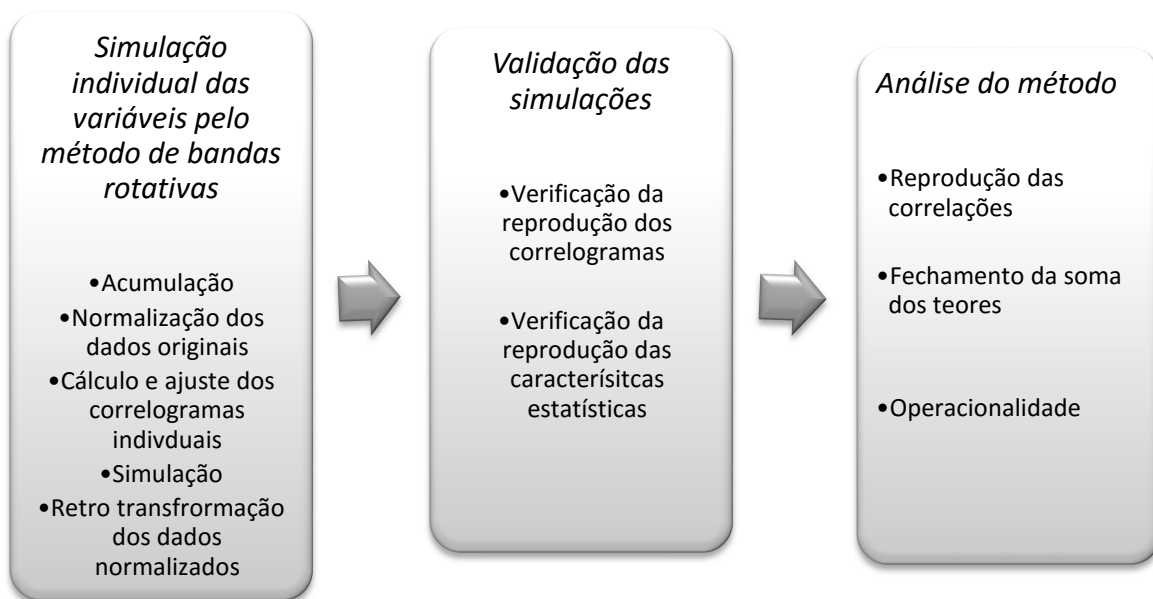 Simulação
individual das
variáveis pelo
método de bandas
rotativas
•Acumulação
•Normalização dos
dados originais
•Cálculo e ajuste dos
correlogramas
indivduais
•Simulação
•Retro transfrormação
dos dados
normalizados
Validação das
simulações
•Verificação da
reprodução dos
correlogramas
•Verificação da
reprodução das
caracterísitcas
estatísticas
Análise do método
•Reprodução das
correlações
•Fechamento da soma
dos teores
•Operacionalidade